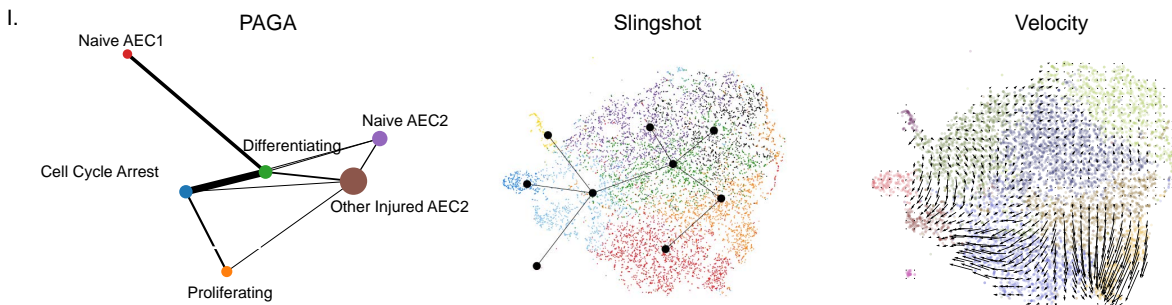 I.
PAGA
Slingshot
Velocity
Naive AEC1
Naive AEC2
Differentiating
Cell Cycle Arrest
Other Injured AEC2
Proliferating